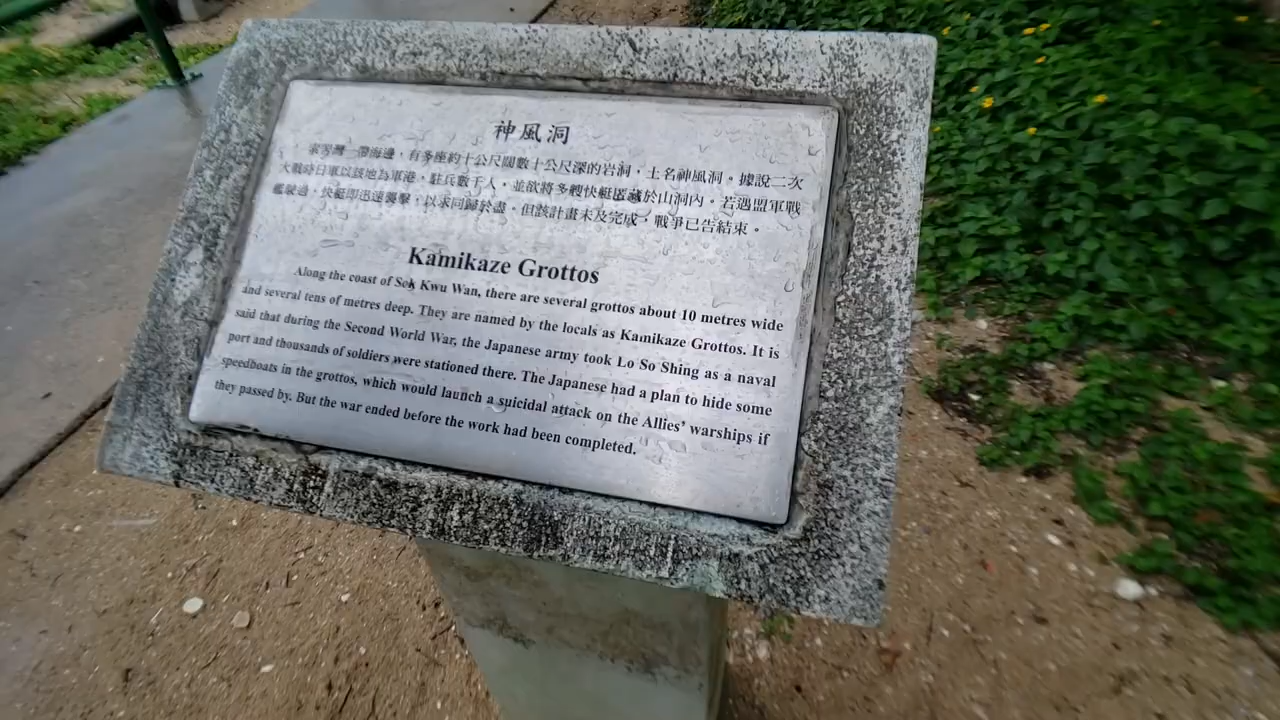 神風洞
索罟灣一帶海邊，有多座約十公尺闊數十公尺深的岩洞，土名神風洞。據說二次
大戰時日軍以該地為軍港，駐兵數千人，並欲將多艘快艇匿藏於山洞內。若遇盟軍戰
艦駛過，快艇即迅速襲擊，以求同歸於盡。但該計畫未及完成，戰爭已告結束。
Kamikaze Grottos
Along the coast of Sok Kwu Wan, there are several grottos about 10 metres wide
and several tens of metres deep. They are named by the locals as Kamikaze Grottos. It is
said that during the Second World War, the Japanese army took Lo So Shing as a naval
port and thousands of soldiers were stationed there. The Japanese had a plan to hide some
speedboats in the grottos, which would launch a suicidal attack on the Allies' warships if
they passed by. But the war ended before the work had been completed.